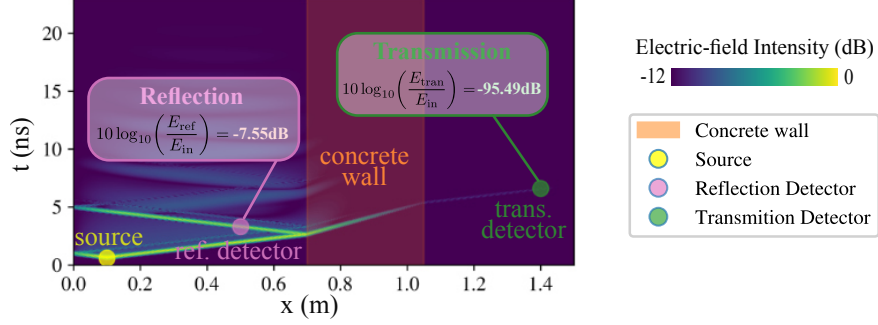 20
15
10
5
0
t (ns)
0.0 0.2 0.4 0.6 0.8 1.0 1.2 1.4
x (m)
Reflection
10 log10(Eref/Ein) = -7.55dB
Transmission
10 log10(Etran/Ein) = -95.49dB
concrete
wall
source
ref. detector
trans.
detector
Electric-field Intensity (dB)
-12 0
Concrete wall
Source
Reflection Detector
Transmition Detector